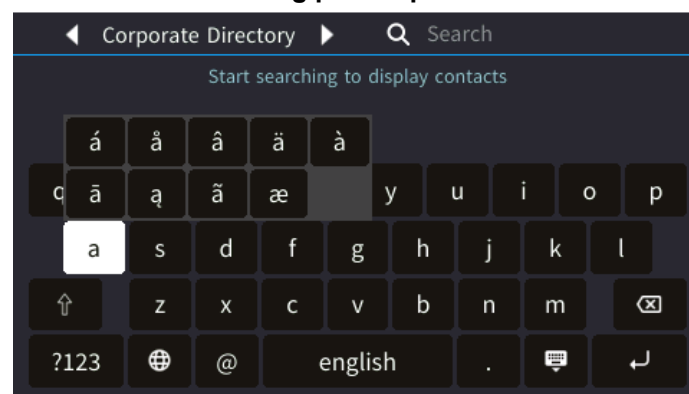 Corporate Directory Search
Start searching to display contacts
á å â ä à
q ā ą ã æ y u i o p
a s d f g h j k l
z x c v b n m
?123 @ english .